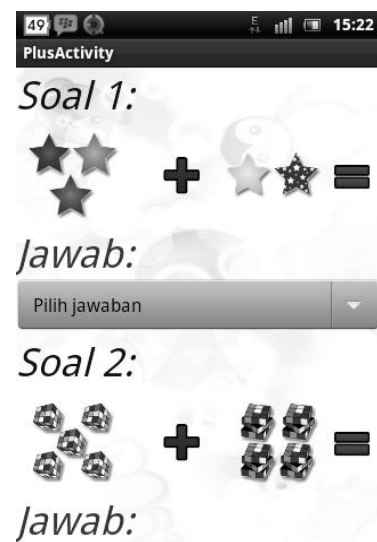 49 E 15:22
PlusActivity
Soal 1:
+ =
Jawab:
Pilih jawaban
Soal 2:
+ =
Jawab: